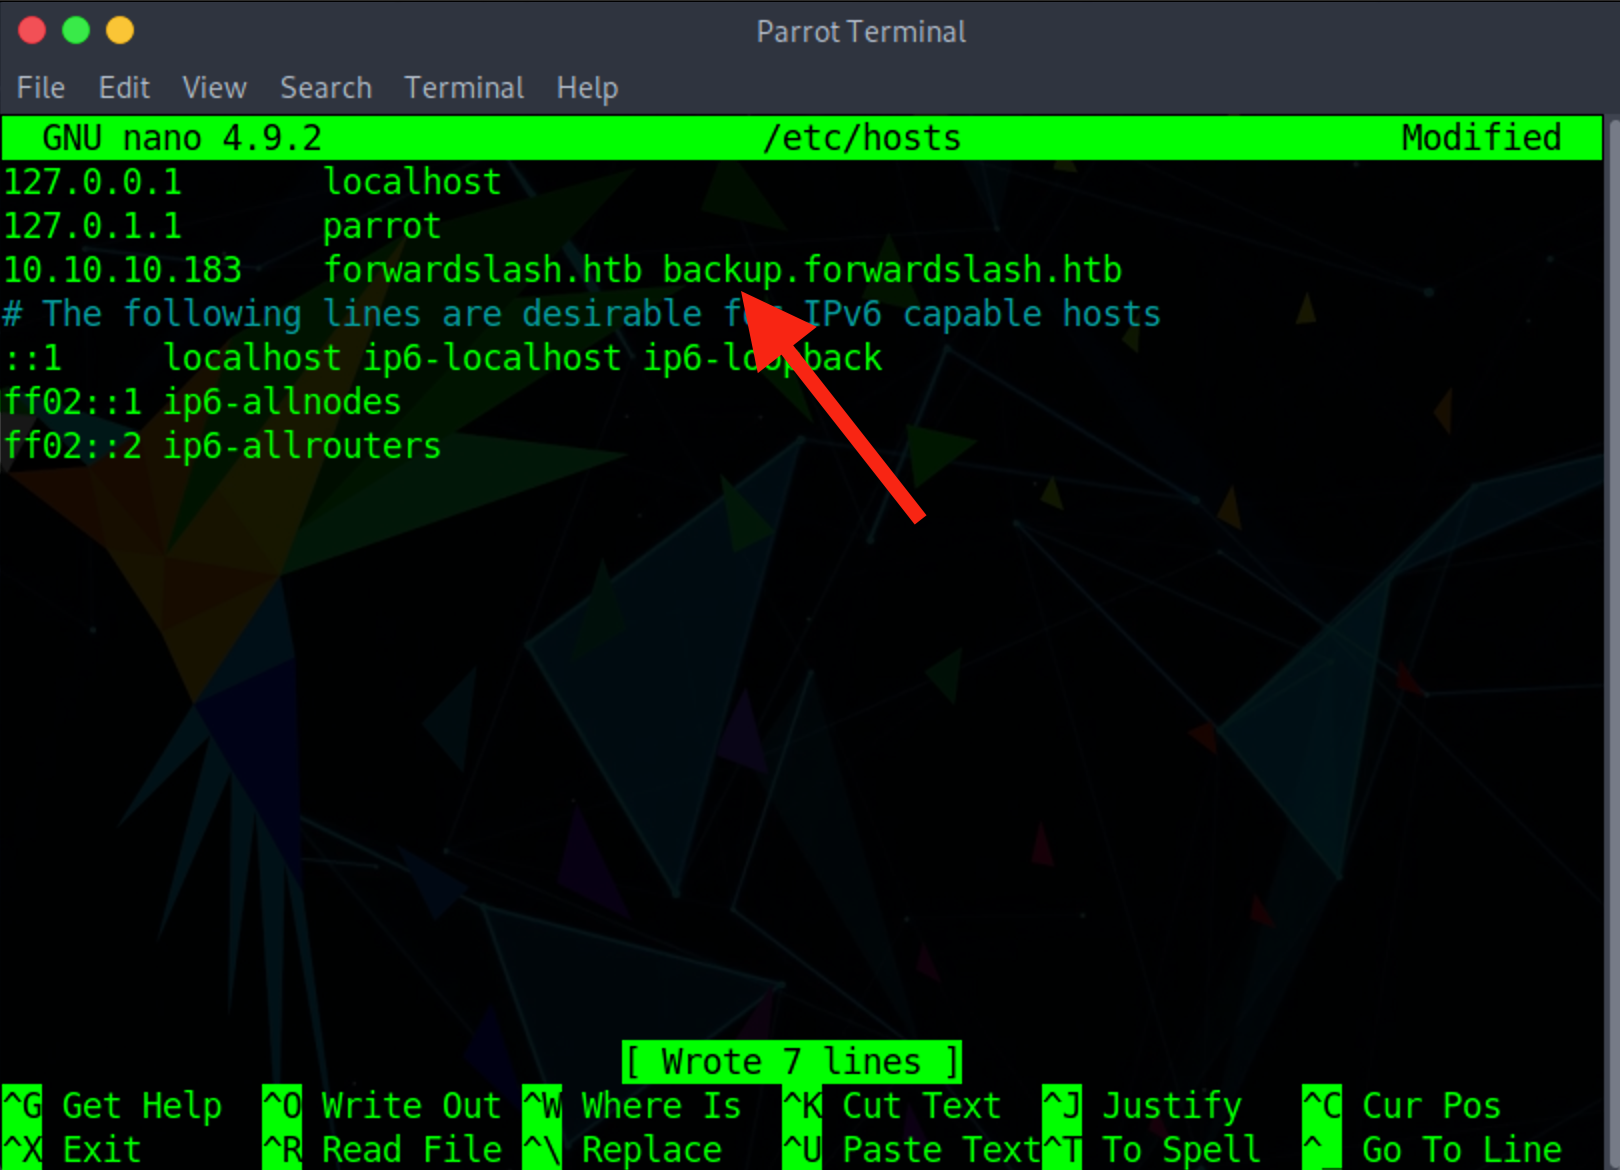 Parrot Terminal
File Edit View Search Terminal Help
GNU nano 4.9.2 /etc/hosts Modified
127.0.0.1 localhost
127.0.1.1 parrot
10.10.10.183 forwardslash.htb backup.forwardslash.htb
# The following lines are desirable IPv6 capable hosts
::1 localhost ip6-localhost ip6-loopback
ff02::1 ip6-allnodes
ff02::2 ip6-allrouters
[ Wrote 7 lines ]
^G Get Help ^O Write Out ^W Where Is ^K Cut Text ^J Justify ^C Cur Pos
^X Exit ^R Read File ^\ Replace ^U Paste Text ^T To Spell ^_ Go To Line